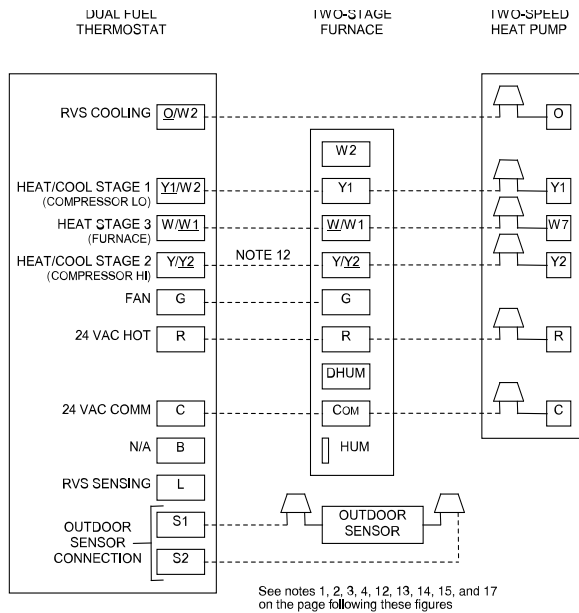 DUAL FUEL
THERMOSTAT
TWO-STAGE
FURNACE
TWO-SPEED
HEAT PUMP
RVS COOLING
O/W2
O
W2
HEAT/COOL STAGE 1
(COMPRESSOR LO)
Y1/W2
Y1
Y1
HEAT STAGE 3
(FURNACE)
W/W1
W/W1
W7
HEAT/COOL STAGE 2
(COMPRESSOR HI)
Y/Y2
NOTE 12
Y/Y2
Y2
FAN
G
G
24 VAC HOT
R
R
R
DHUM
24 VAC COMM
C
COM
C
N/A
B
HUM
RVS SENSING
L
OUTDOOR
SENSOR
CONNECTION
S1
S2
OUTDOOR
SENSOR
See notes 1, 2, 3, 4, 12, 13, 14, 15, and 17
on the page following these figures